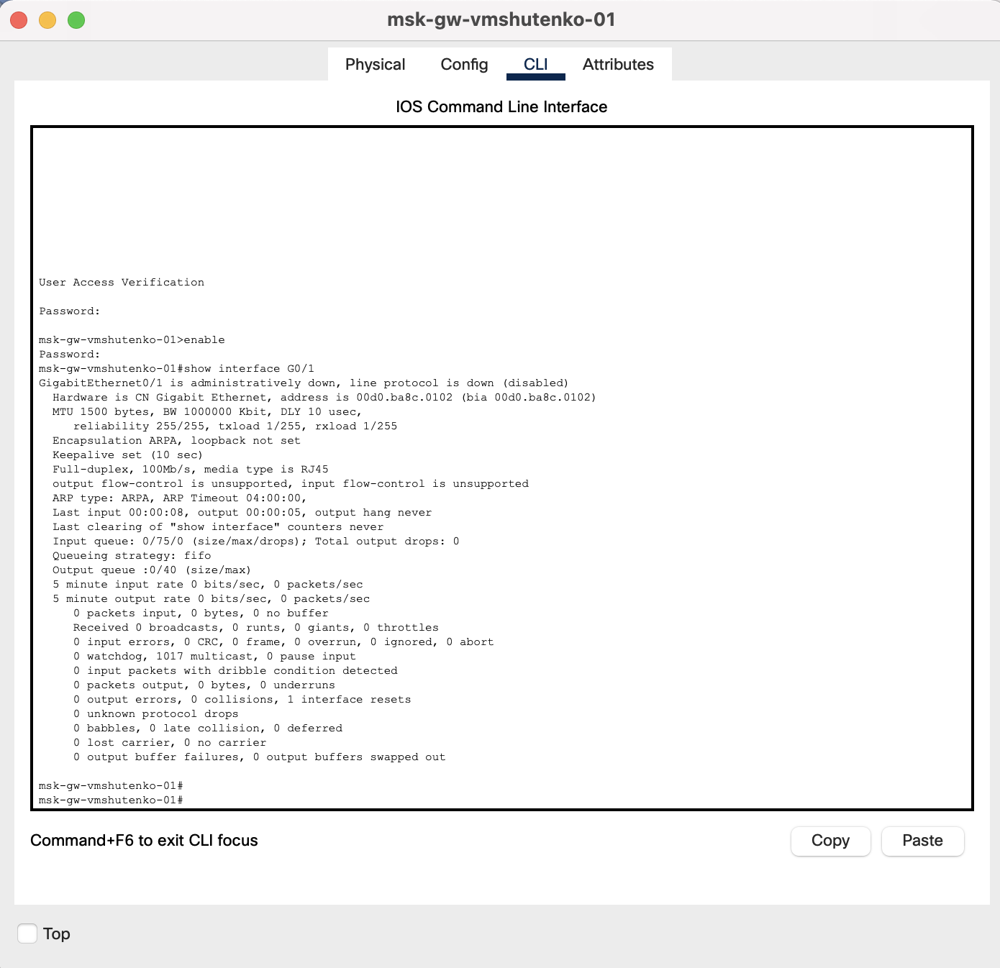 msk-gw-vmshutenko-01
Physical Config CLI Attributes
IOS Command Line Interface
User Access Verification
Password:
msk-gw-vmshutenko-01>enable
Password:
msk-gw-vmshutenko-01#show interface G0/1
GigabitEthernet0/1 is administratively down, line protocol is down (disabled)
Hardware is CN Gigabit Ethernet, address is 00d0.ba8c.0102 (bia 00d0.ba8c.0102)
MTU 1500 bytes, BW 1000000 Kbit, DLY 10 usec,
reliability 255/255, txload 1/255, rxload 1/255
Encapsulation ARPA, loopback not set
Keepalive set (10 sec)
Full-duplex, 100Mb/s, media type is RJ45
output flow-control is unsupported, input flow-control is unsupported
ARP type: ARPA, ARP Timeout 04:00:00,
Last input 00:00:08, output 00:00:05, output hang never
Last clearing of "show interface" counters never
Input queue: 0/75/0 (size/max/drops); Total output drops: 0
Queueing strategy: fifo
Output queue :0/40 (size/max)
5 minute input rate 0 bits/sec, 0 packets/sec
5 minute output rate 0 bits/sec, 0 packets/sec
0 packets input, 0 bytes, 0 no buffer
Received 0 broadcasts, 0 runts, 0 giants, 0 throttles
0 input errors, 0 CRC, 0 frame, 0 overrun, 0 ignored, 0 abort
0 watchdog, 1017 multicast, 0 pause input
0 input packets with dribble condition detected
0 packets output, 0 bytes, 0 underruns
0 output errors, 0 collisions, 1 interface resets
0 unknown protocol drops
0 babbles, 0 late collision, 0 deferred
0 lost carrier, 0 no carrier
0 output buffer failures, 0 output buffers swapped out
msk-gw-vmshutenko-01#
msk-gw-vmshutenko-01#
Command+F6 to exit CLI focus
Copy Paste
Top